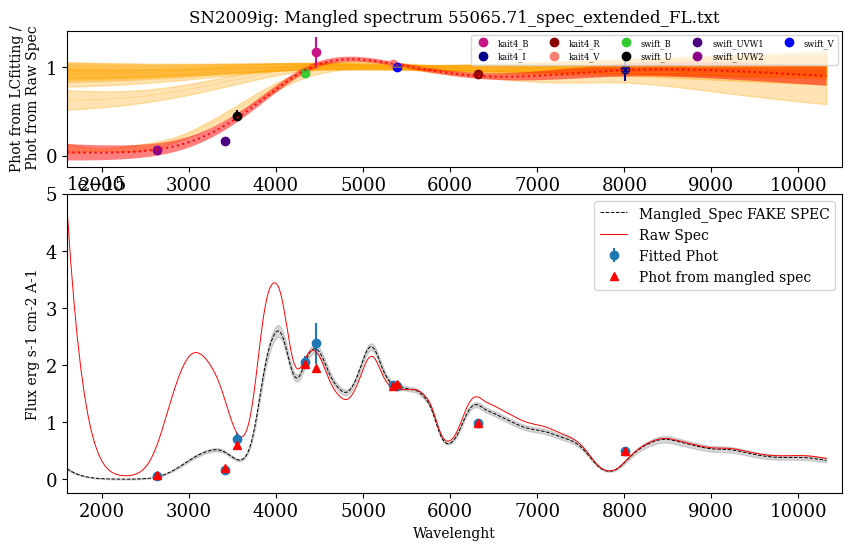 SN2009ig: Mangled spectrum 55065.71_spec_extended_FL.txt
Phot from LCfitting /
Phot from Raw Spec
1
0
kait4_B kait4_R swift_B swift_UVW1 swift_V
kait4_I kait4_V swift_U swift_UVW2
2000 3000 4000 5000 6000 7000 8000 9000 10000
Flux erg s-1 cm-2 A-1
5
4
3
2
1
0
Mangled_Spec FAKE SPEC
Raw Spec
Fitted Phot
Phot from mangled spec
2000 3000 4000 5000 6000 7000 8000 9000 10000
Wavelenght